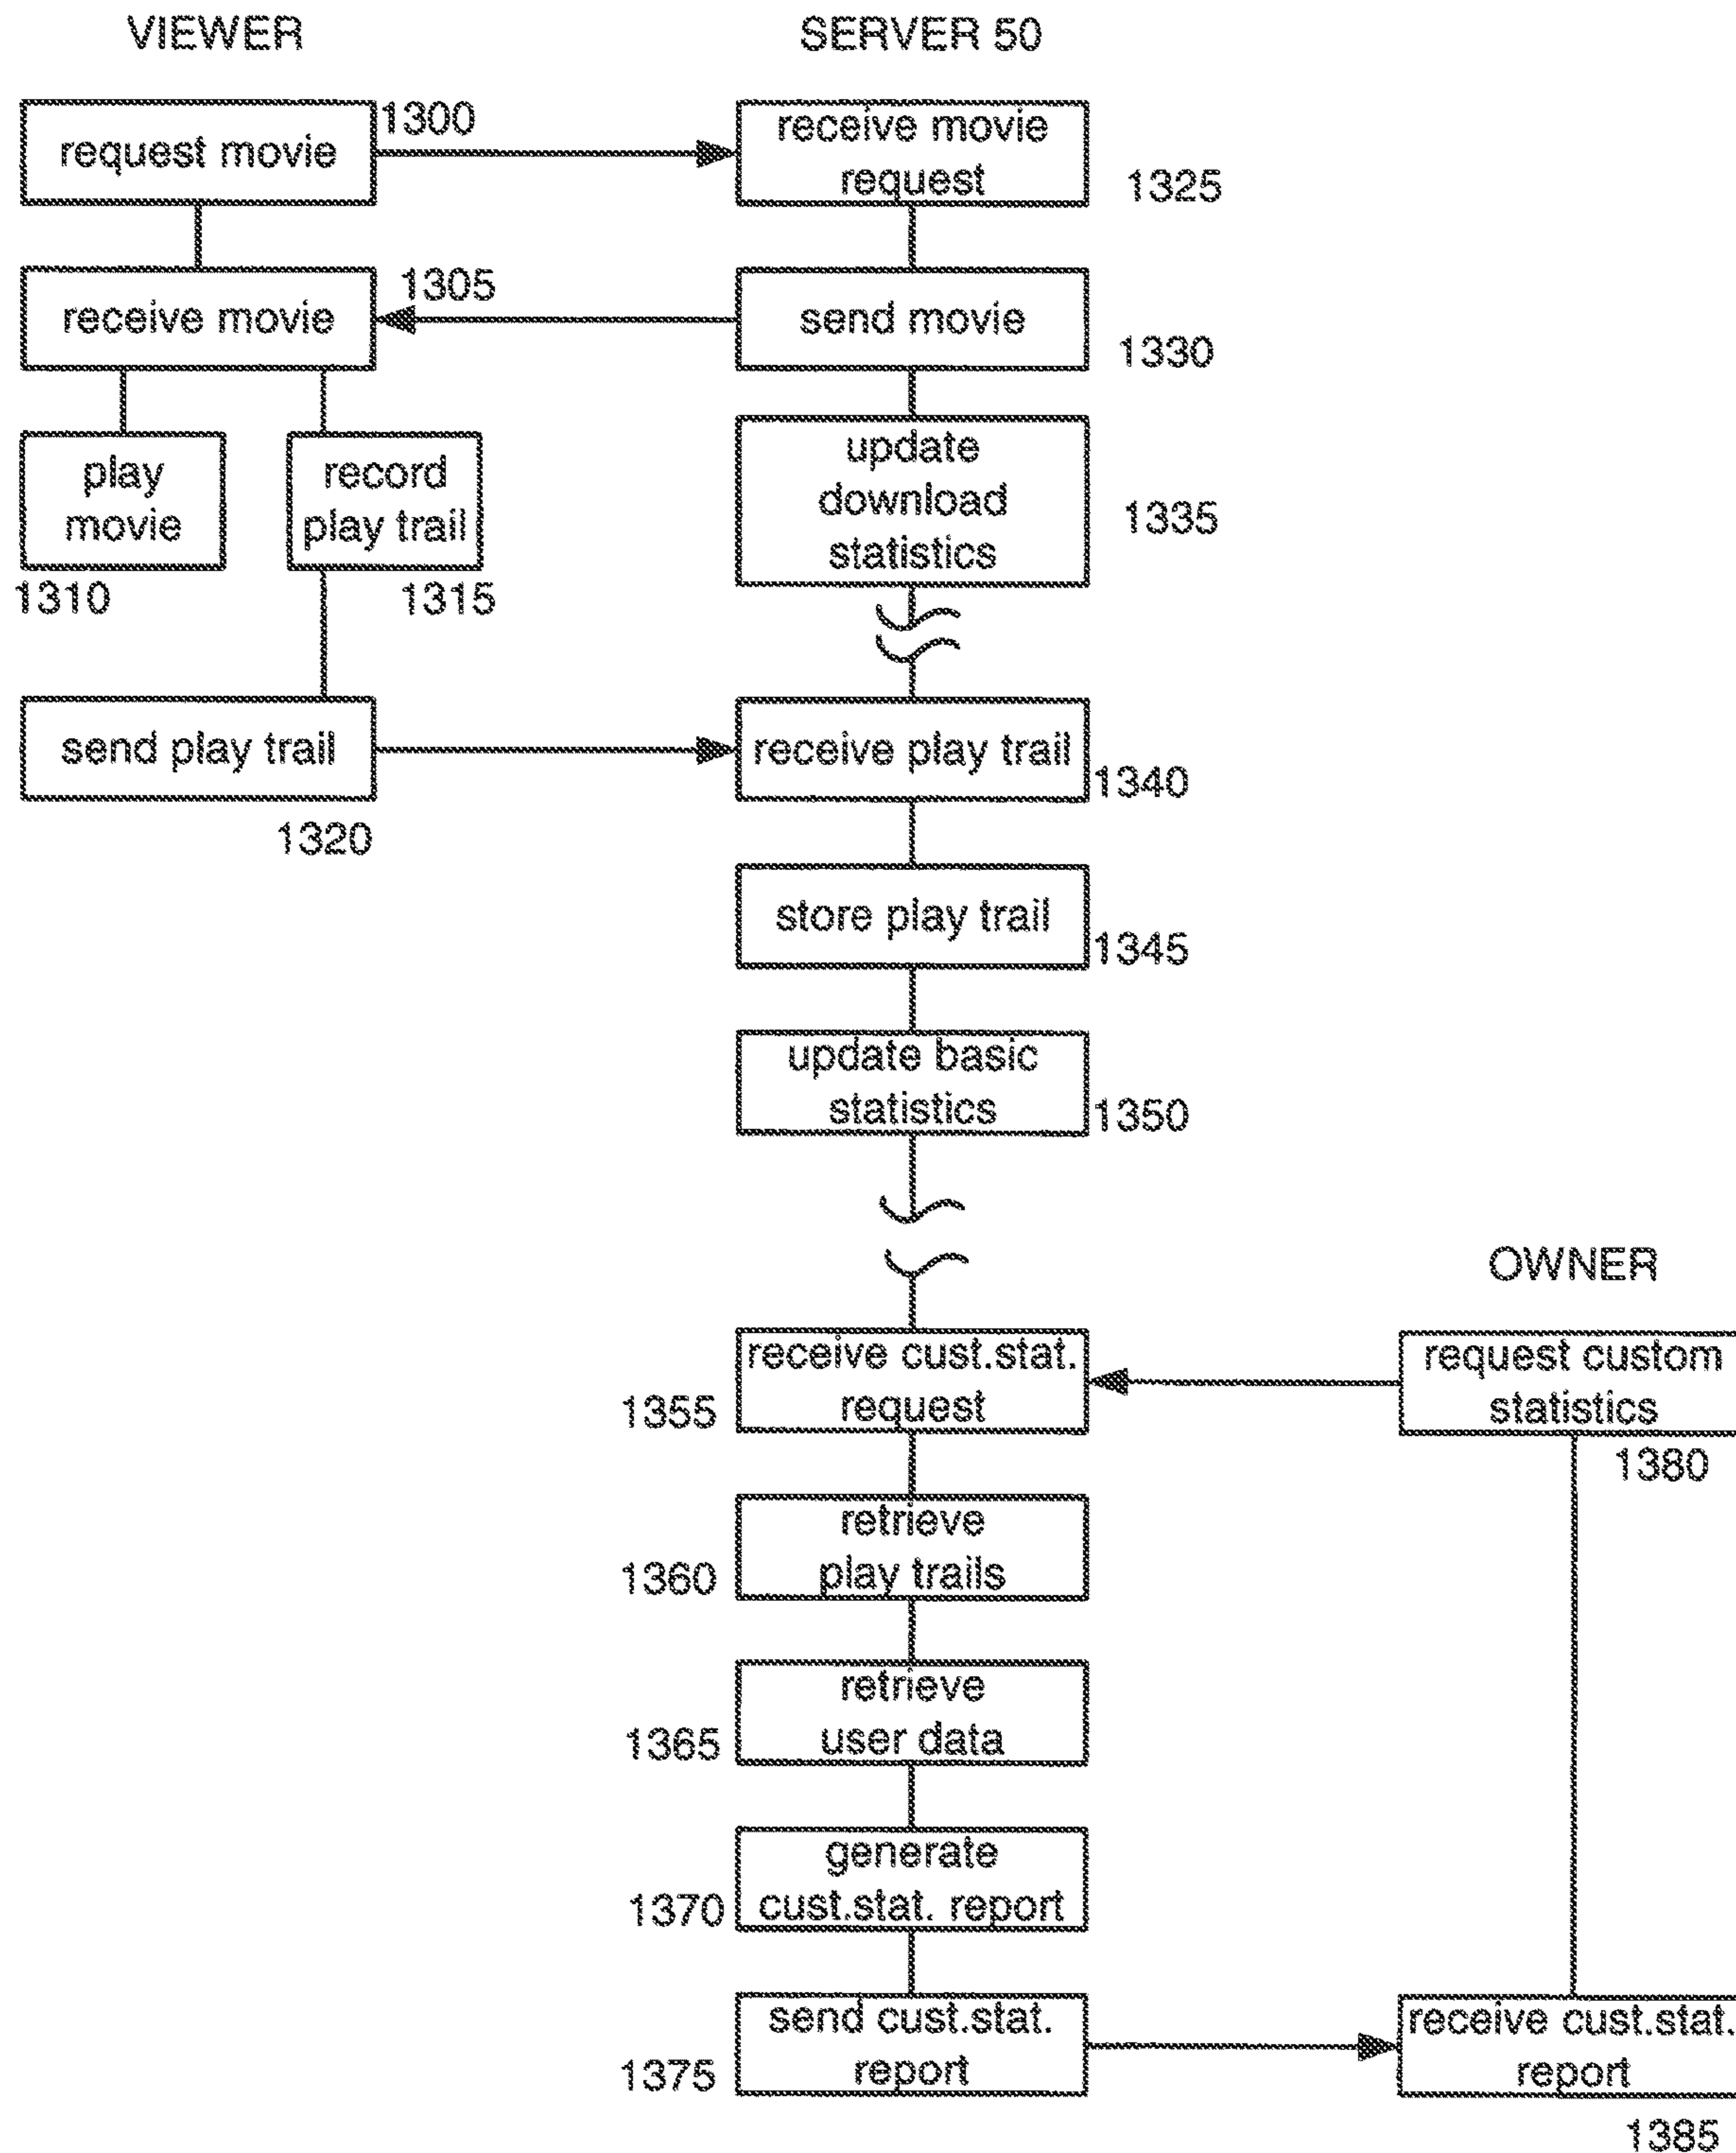 VIEWER
SERVER 50
request movie
1300
receive movie
request
1325
receive movie
1305
send movie
1330
play
movie
1310
record
play trail
1315
update
download
statistics
1335
send play trail
1320
receive play trail
1340
store play trail
1345
update basic
statistics
1350
OWNER
receive cust.stat.
request
1355
request custom
statistics
1380
retrieve
play trails
1360
retrieve
user data
1365
generate
cust.stat. report
1370
send cust.stat.
report
1375
receive cust.stat.
report
1385